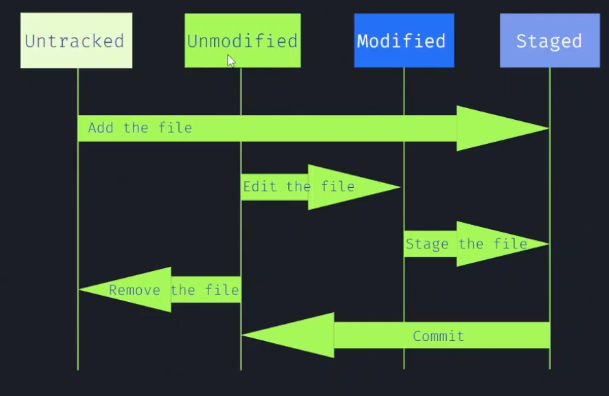 Untracked
Unmodified
Modified
Staged
Add the file
Edit the file
Stage the file
Remove the file
Commit